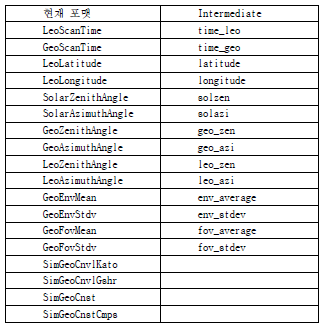 현재 포맷 Intermediate
LeoScanTime time_leo
GeoScanTime time_geo
LeoLatitude latitude
LeoLongitude longitude
SolarZenithAngle solzen
SolarAzimuthAngle solazi
GeoZenithAngle geo_zen
GeoAzimuthAngle geo_azi
LeoZenithAngle leo_zen
LeoAzimuthAngle leo_azi
GeoEnvMean env_average
GeoEnvStdv env_stdev
GeoFovMean fov_average
GeoFovStdv fov_stdev
SimGeoCnvlKato
SimGeoCnvlGshr
SimGeoCnst
SimGeoCnstCmps